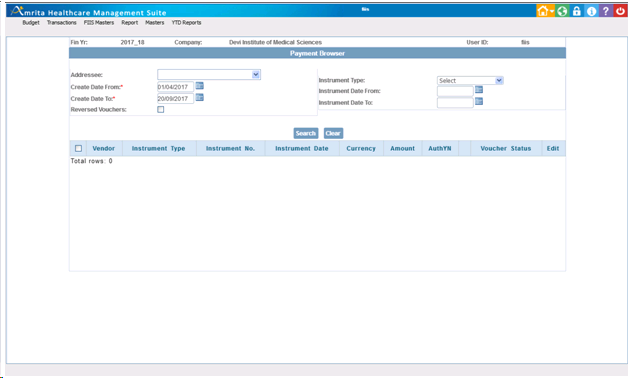 Amrita Healthcare Management Suite fiis
Budget Transactions FIIS Masters Report Masters YTD Reports
Fin Yr: 2017_18 Company: Devi Institute of Medical Sciences User ID: fiis
Payment Browser
Addressee:
Instrument Type: Select
Create Date From:* 01/04/2017
Instrument Date From:
Create Date To:* 20/09/2017
Instrument Date To:
Reversed Vouchers:
Search Clear
Vendor Instrument Type Instrument No. Instrument Date Currency Amount AuthYN Voucher Status Edit
Total rows: 0